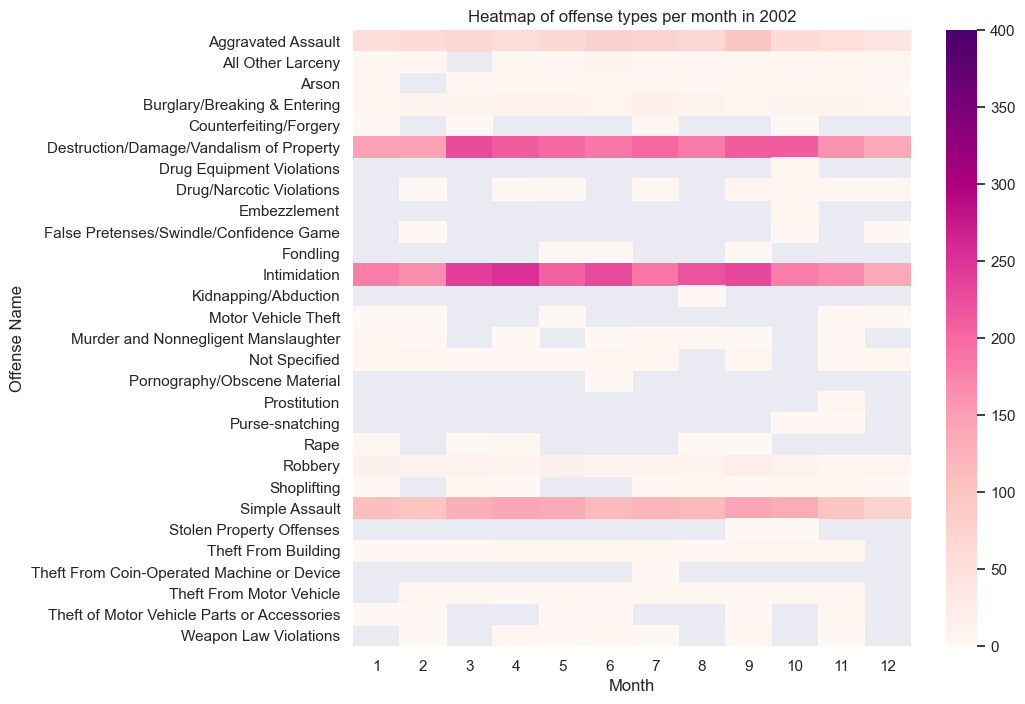 Heatmap of offense types per month in 2002
Offense Name
Aggravated Assault
All Other Larceny
Arson
Burglary/Breaking & Entering
Counterfeiting/Forgery
Destruction/Damage/Vandalism of Property
Drug Equipment Violations
Drug/Narcotic Violations
Embezzlement
False Pretenses/Swindle/Confidence Game
Fondling
Intimidation
Kidnapping/Abduction
Motor Vehicle Theft
Murder and Nonnegligent Manslaughter
Not Specified
Pornography/Obscene Material
Prostitution
Purse-snatching
Rape
Robbery
Shoplifting
Simple Assault
Stolen Property Offenses
Theft From Building
Theft From Coin-Operated Machine or Device
Theft From Motor Vehicle
Theft of Motor Vehicle Parts or Accessories
Weapon Law Violations
1 2 3 4 5 6 7 8 9 10 11 12
Month
400
350
300
250
200
150
100
50
0